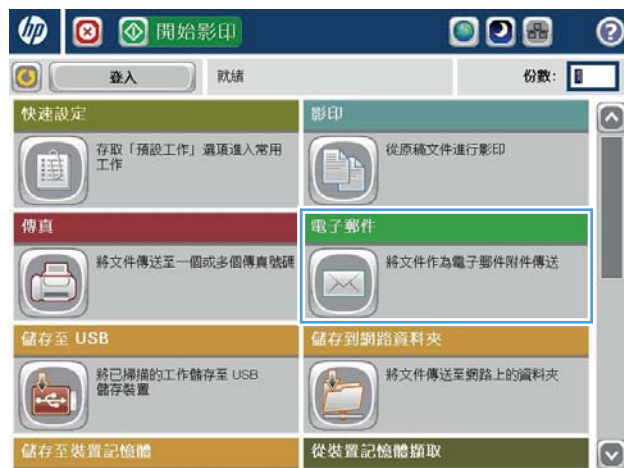 hp
開始影印
?
登入
就緒
份數:
快速設定
存取「預設工作」選項進入常用
工作
影印
從原稿文件進行影印
傳真
將文件傳送至一個或多個傳真號碼
電子郵件
將文件作為電子郵件附件傳送
儲存至 USB
將已掃描的工作儲存至 USB
儲存裝置
儲存到網路資料夾
將文件傳送至網路上的資料夾
儲存至裝置記憶體
從裝置記憶體擷取